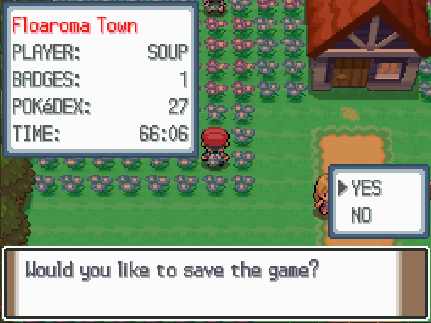 Floaroma Town
PLAYER: SOUP
BADGES: 1
POKéDEX: 27
TIME: 66:06
YES
NO
Would you like to save the game?